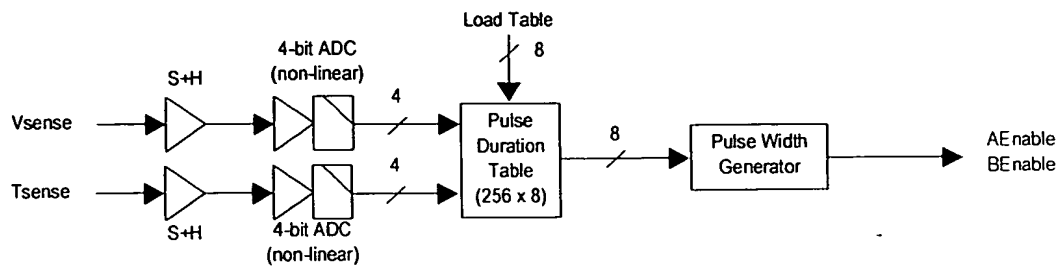 Load Table
8
4-bit ADC
(non-linear)
S+H
4
Vsense
Pulse
Duration
Table
(256 x 8)
8
Pulse Width
Generator
AEnable
BEnable
4
Tsense
S+H
4-bit ADC
(non-linear)